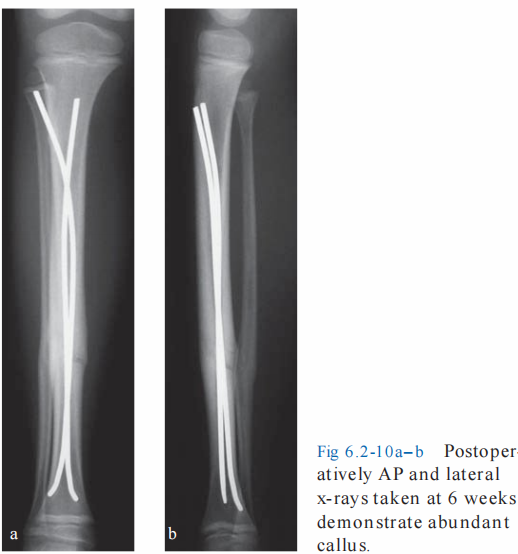 a
b
Fig 6.2-10a–b Postoper-
atively AP and lateral
x-rays taken at 6 weeks
demonstrate abundant
callus.